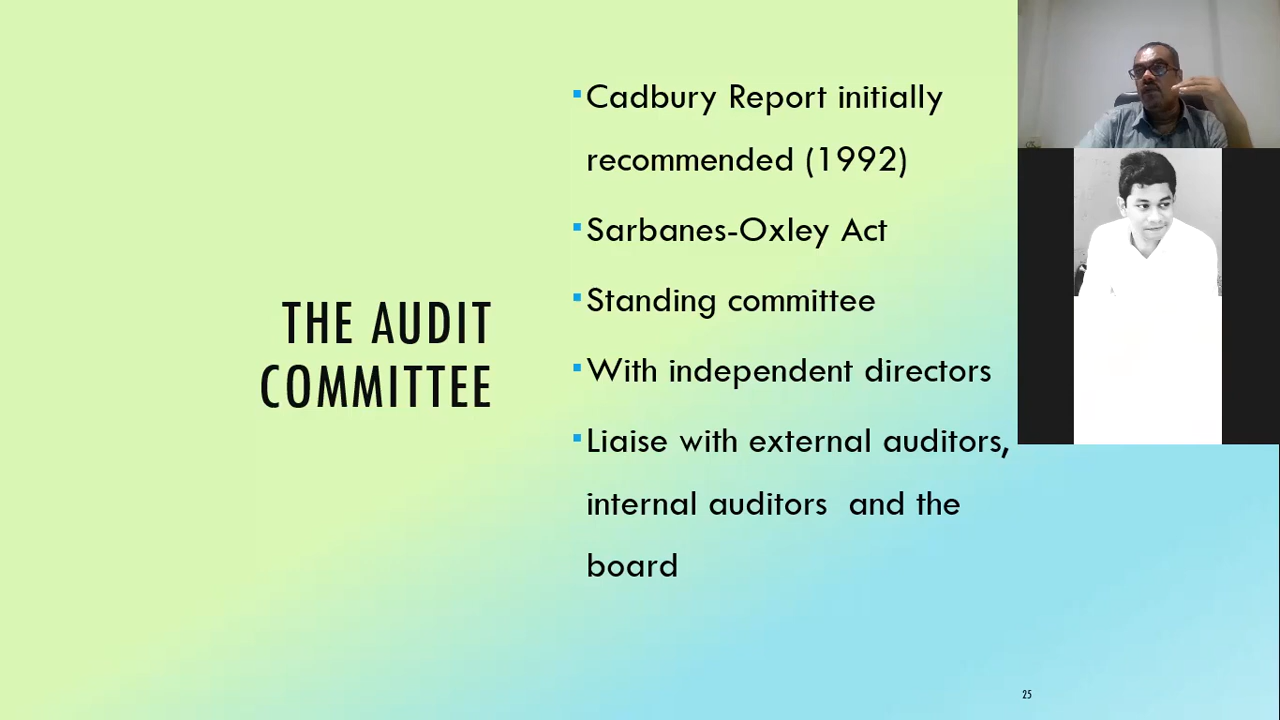 THE AUDIT
COMMITTEE
Cadbury Report initially
recommended (1992)
Sarbanes-Oxley Act
Standing committee
With independent directors
Liaise with external auditors,
internal auditors and the
board
25